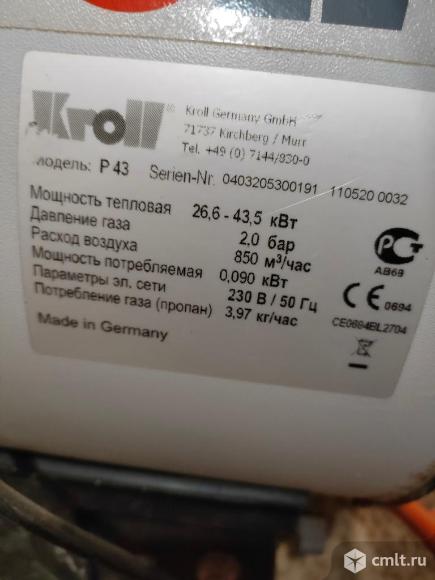 Kroll®
Kroll Germany GmbH
71737 Kirchberg / Murr
Tel. +49 (0) 7144/830-0
Модель: P 43 Serien-Nr. 0403205300191 110520 0032
Мощность тепловая 26,6 - 43,5 кВт
Давление газа 2,0 бар
Расход воздуха 850 м³/час
Мощность потребляемая 0,090 кВт
Параметры эл. сети 230 В / 50 Гц
Потребление газа (пропан) 3,97 кг/час
Made in Germany
РСТ
АВ69
CE 0694
CE0694BL2704
cmlt.ru